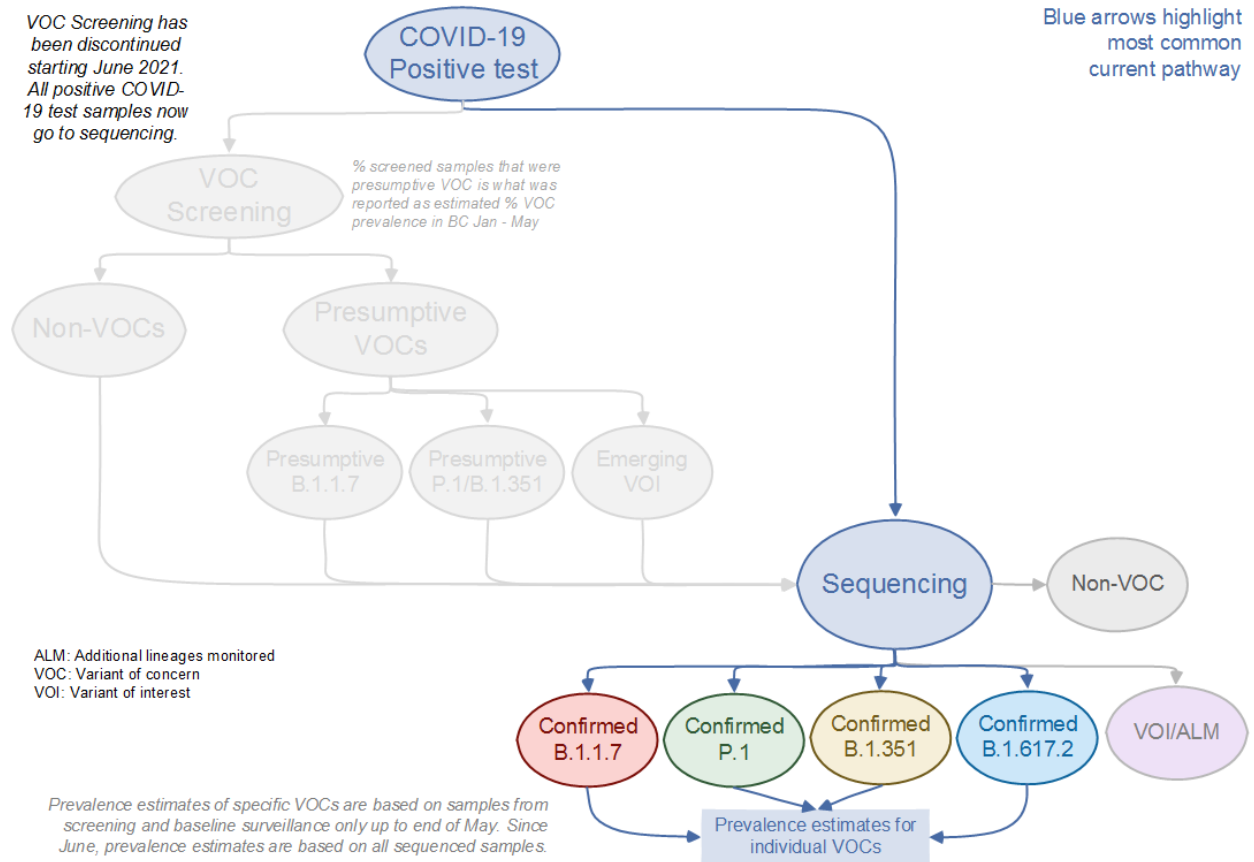 VOC Screening has
been discontinued
starting June 2021.
All positive COVID-
19 test samples now
go to sequencing.
COVID-19
Positive test
Blue arrows highlight
most common
current pathway
VOC
Screening
% screened samples that were
presumptive VOC is what was
reported as estimated % VOC
prevalence in BC Jan - May
Non-VOCs
Presumptive
VOCs
Presumptive
B.1.1.7
Presumptive
P.1/B.1.351
Emerging
VOI
Sequencing
Non-VOC
ALM: Additional lineages monitored
VOC: Variant of concern
VOI: Variant of interest
Confirmed
B.1.1.7
Confirmed
P.1
Confirmed
B.1.351
Confirmed
B.1.617.2
VOI/ALM
Prevalence estimates of specific VOCs are based on samples from
screening and baseline surveillance only up to end of May. Since
June, prevalence estimates are based on all sequenced samples.
Prevalence estimates for
individual VOCs